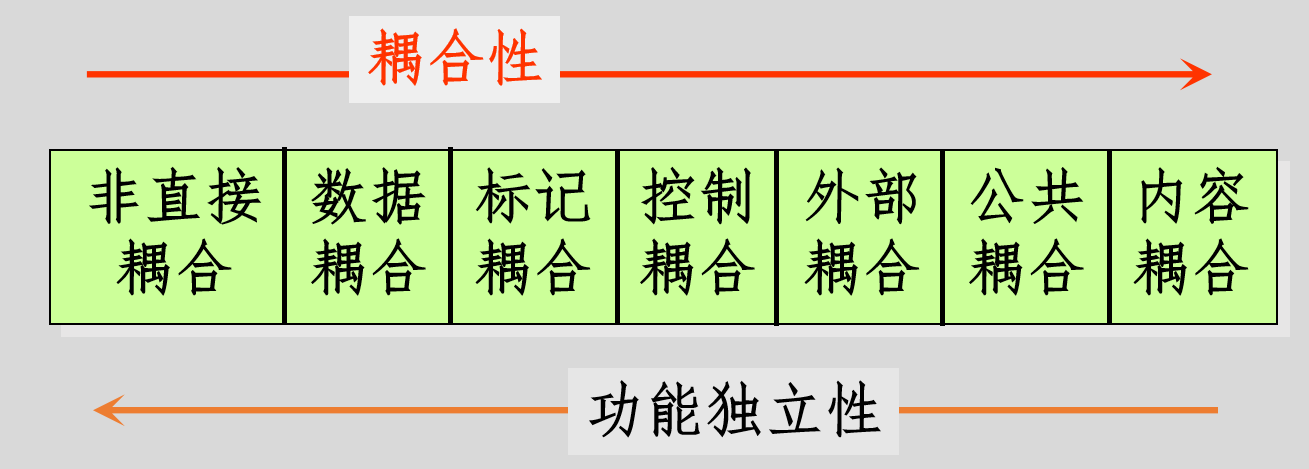 耦合性
非直接 数据 标记 控制 外部 公共 内容
耦合 耦合 耦合 耦合 耦合 耦合 耦合
功能独立性